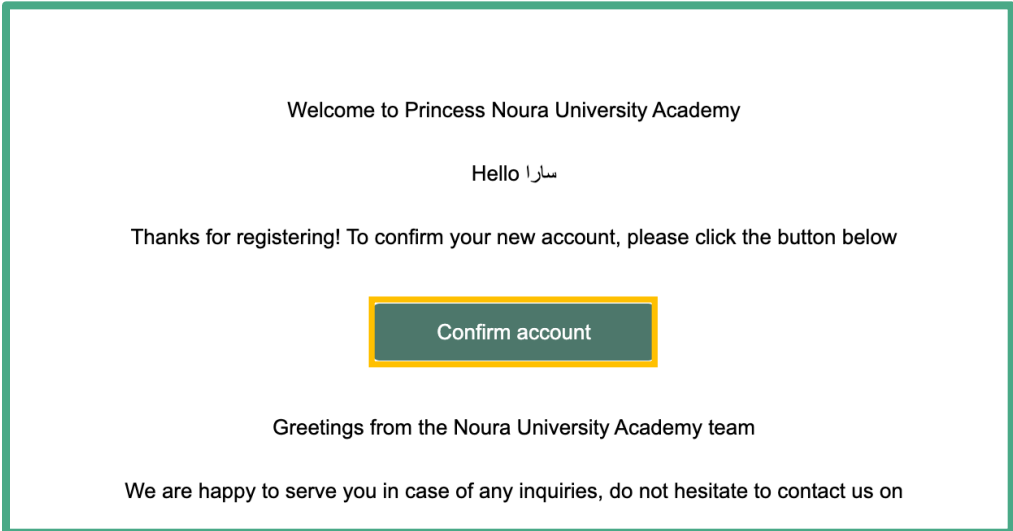 Welcome to Princess Noura University Academy
Hello سارا
Thanks for registering! To confirm your new account, please click the button below
Confirm account
Greetings from the Noura University Academy team
We are happy to serve you in case of any inquiries, do not hesitate to contact us on